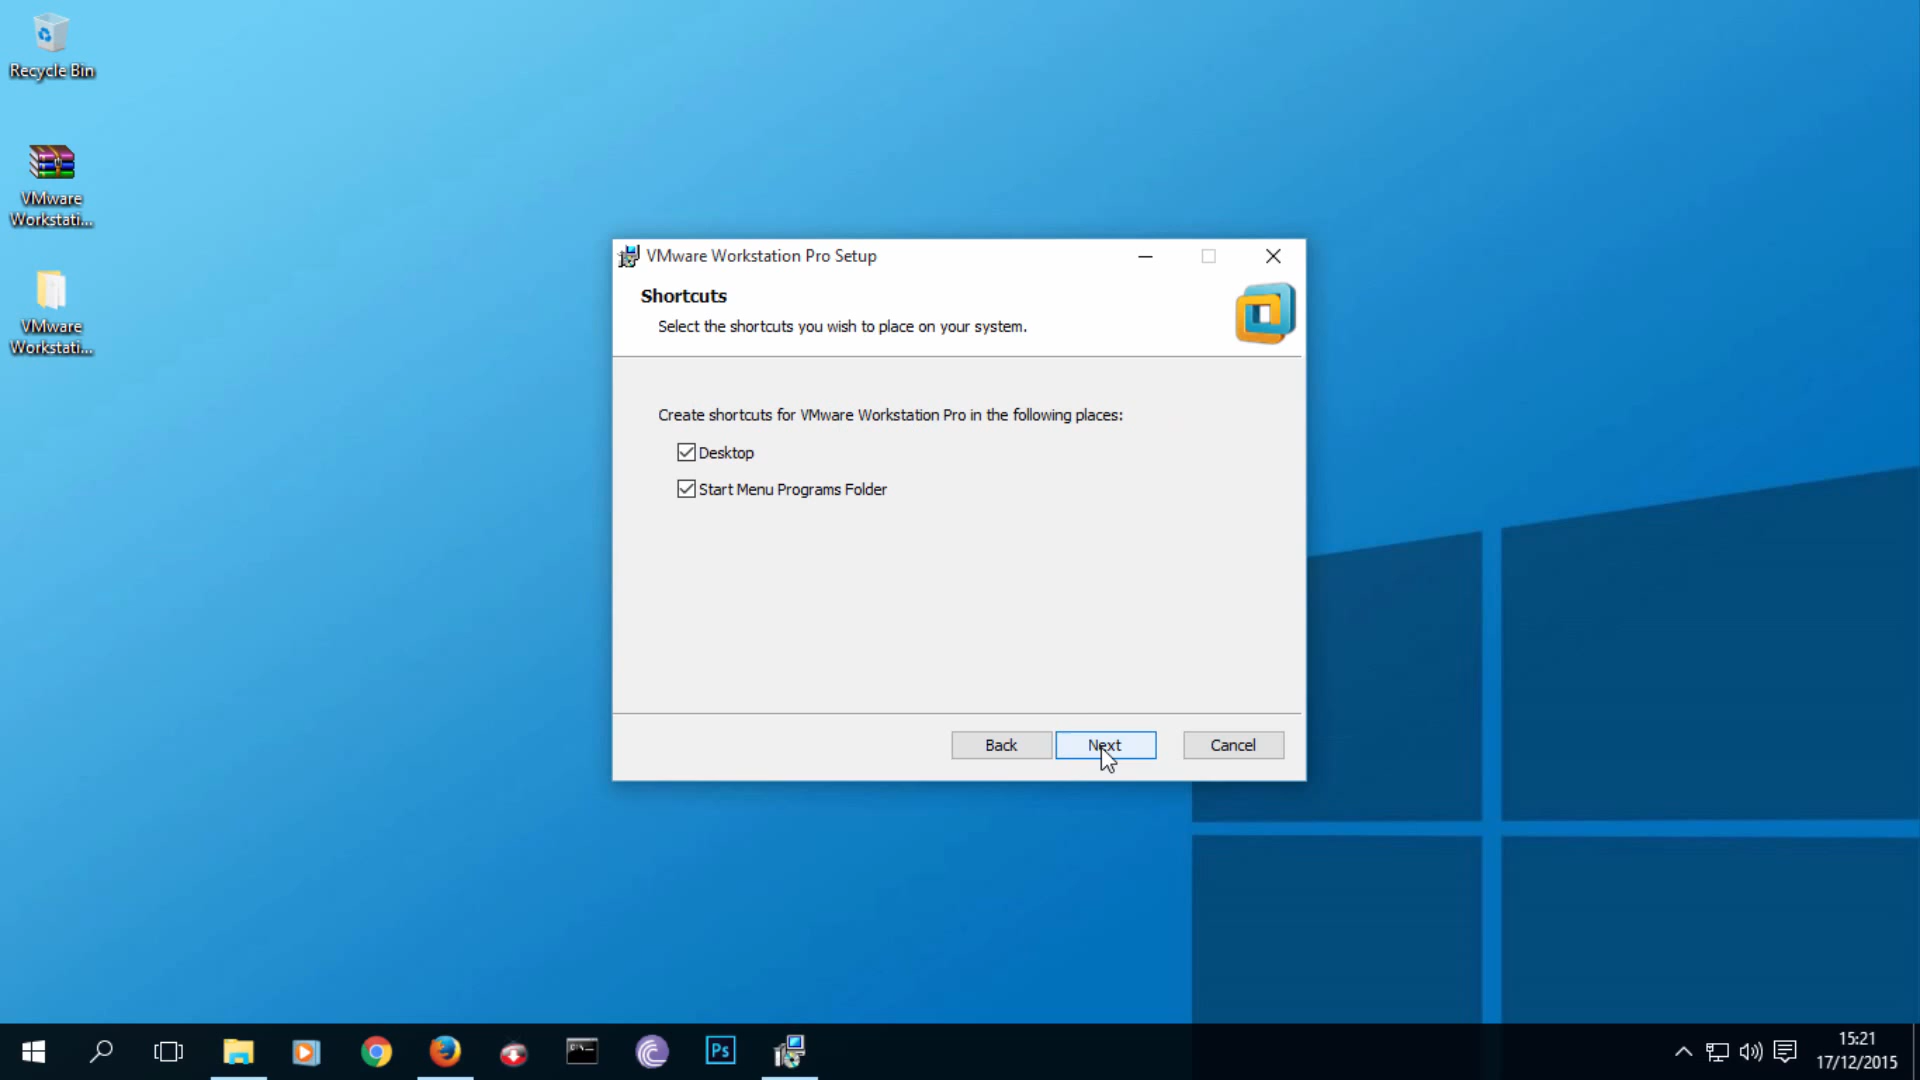 Recycle Bin
VMware
Workstati...
VMware
Workstati...
VMware Workstation Pro Setup
Shortcuts
Select the shortcuts you wish to place on your system.
Create shortcuts for VMware Workstation Pro in the following places:
Desktop
Start Menu Programs Folder
Back
Next
Cancel
Ps
15:21
17/12/2015